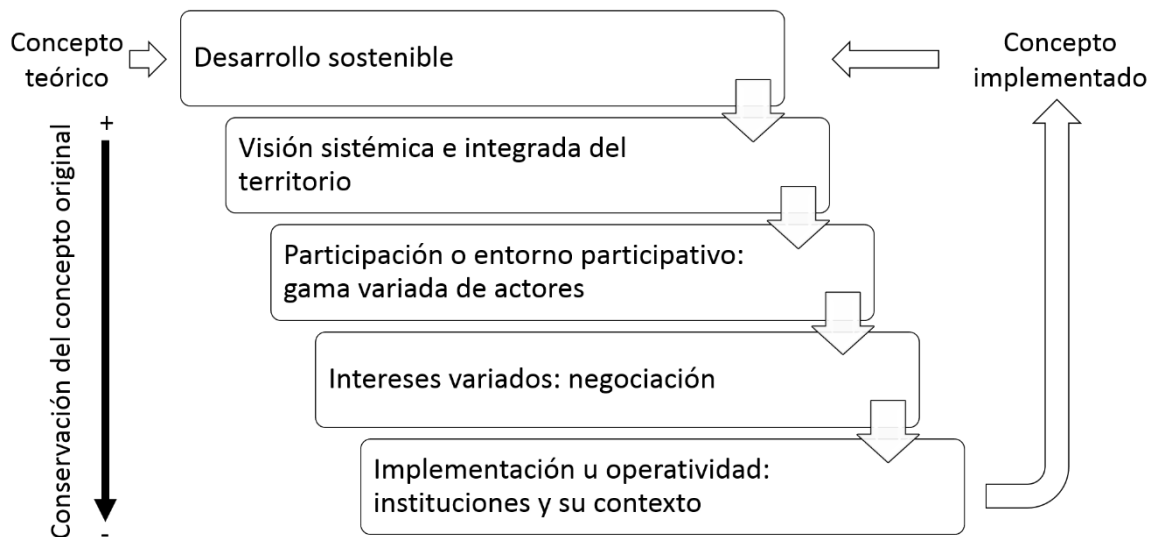 Concepto
teórico
Desarrollo sostenible
Concepto
implementado
+
Conservación del concepto original
-
Visión sistémica e integrada del
territorio
Participación o entorno participativo:
gama variada de actores
Intereses variados: negociación
Implementación u operatividad:
instituciones y su contexto